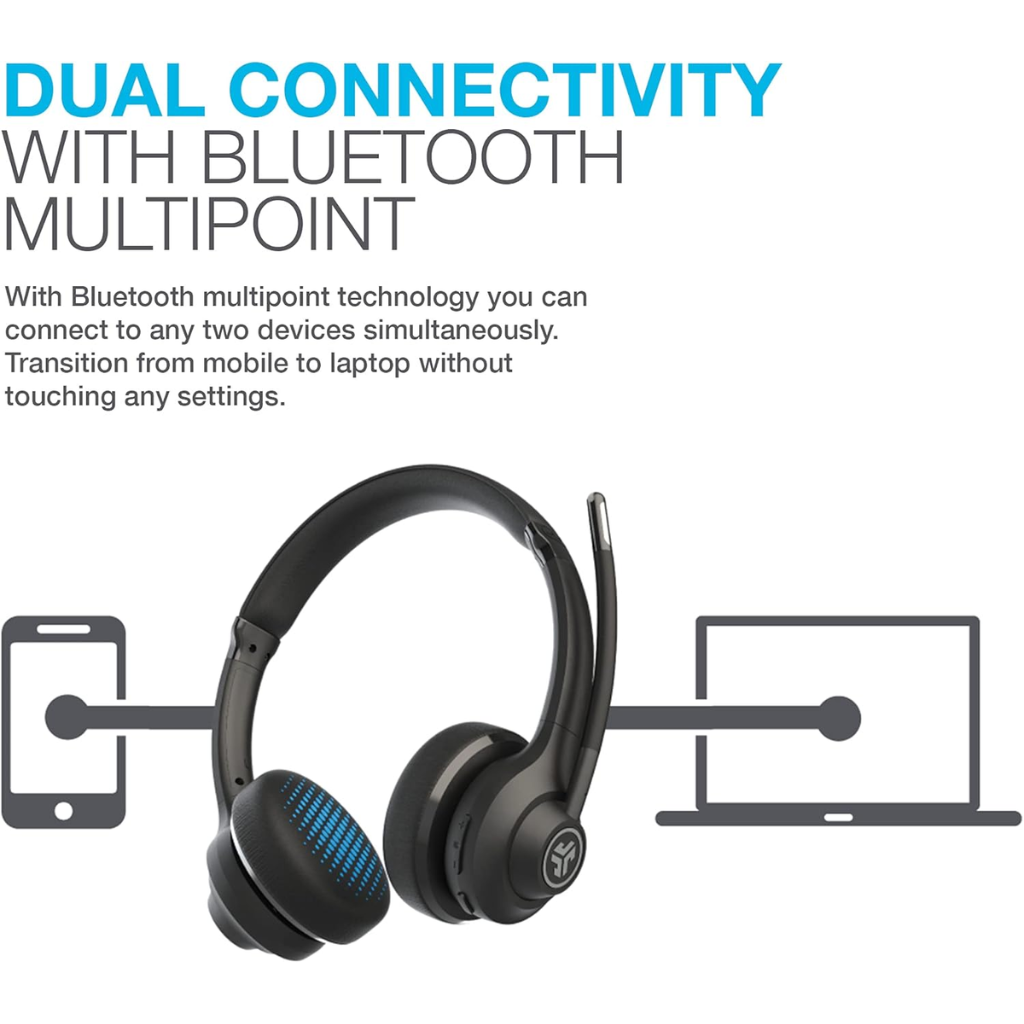 DUAL CONNECTIVITY
WITH BLUETOOTH
MULTIPOINT
With Bluetooth multipoint technology you can
connect to any two devices simultaneously.
Transition from mobile to laptop without
touching any settings.